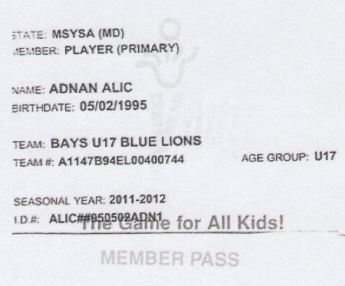 STATE: MSYSA (MD)
MEMBER: PLAYER (PRIMARY)
NAME: ADNAN ALIC
BIRTHDATE: 05/02/1995
TEAM: BAYS U17 BLUE LIONS
TEAM #: A1147B94EL00400744 AGE GROUP: U17
SEASONAL YEAR: 2011-2012
I.D.#: ALIC##950502ADN1
The Game for All Kids!
MEMBER PASS